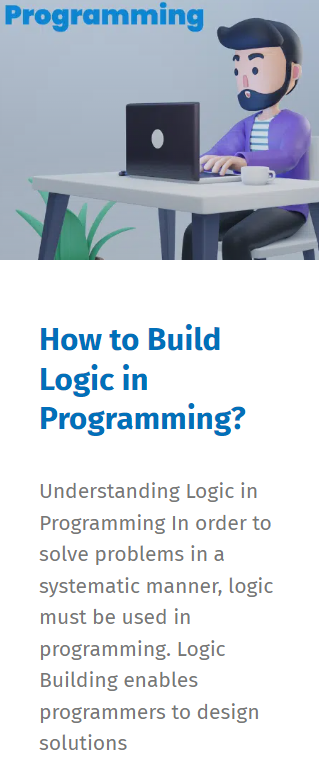 Programming
How to Build
Logic in
Programming?
Understanding Logic in
Programming In order to
solve problems in a
systematic manner, logic
must be used in
programming. Logic
Building enables
programmers to design
solutions